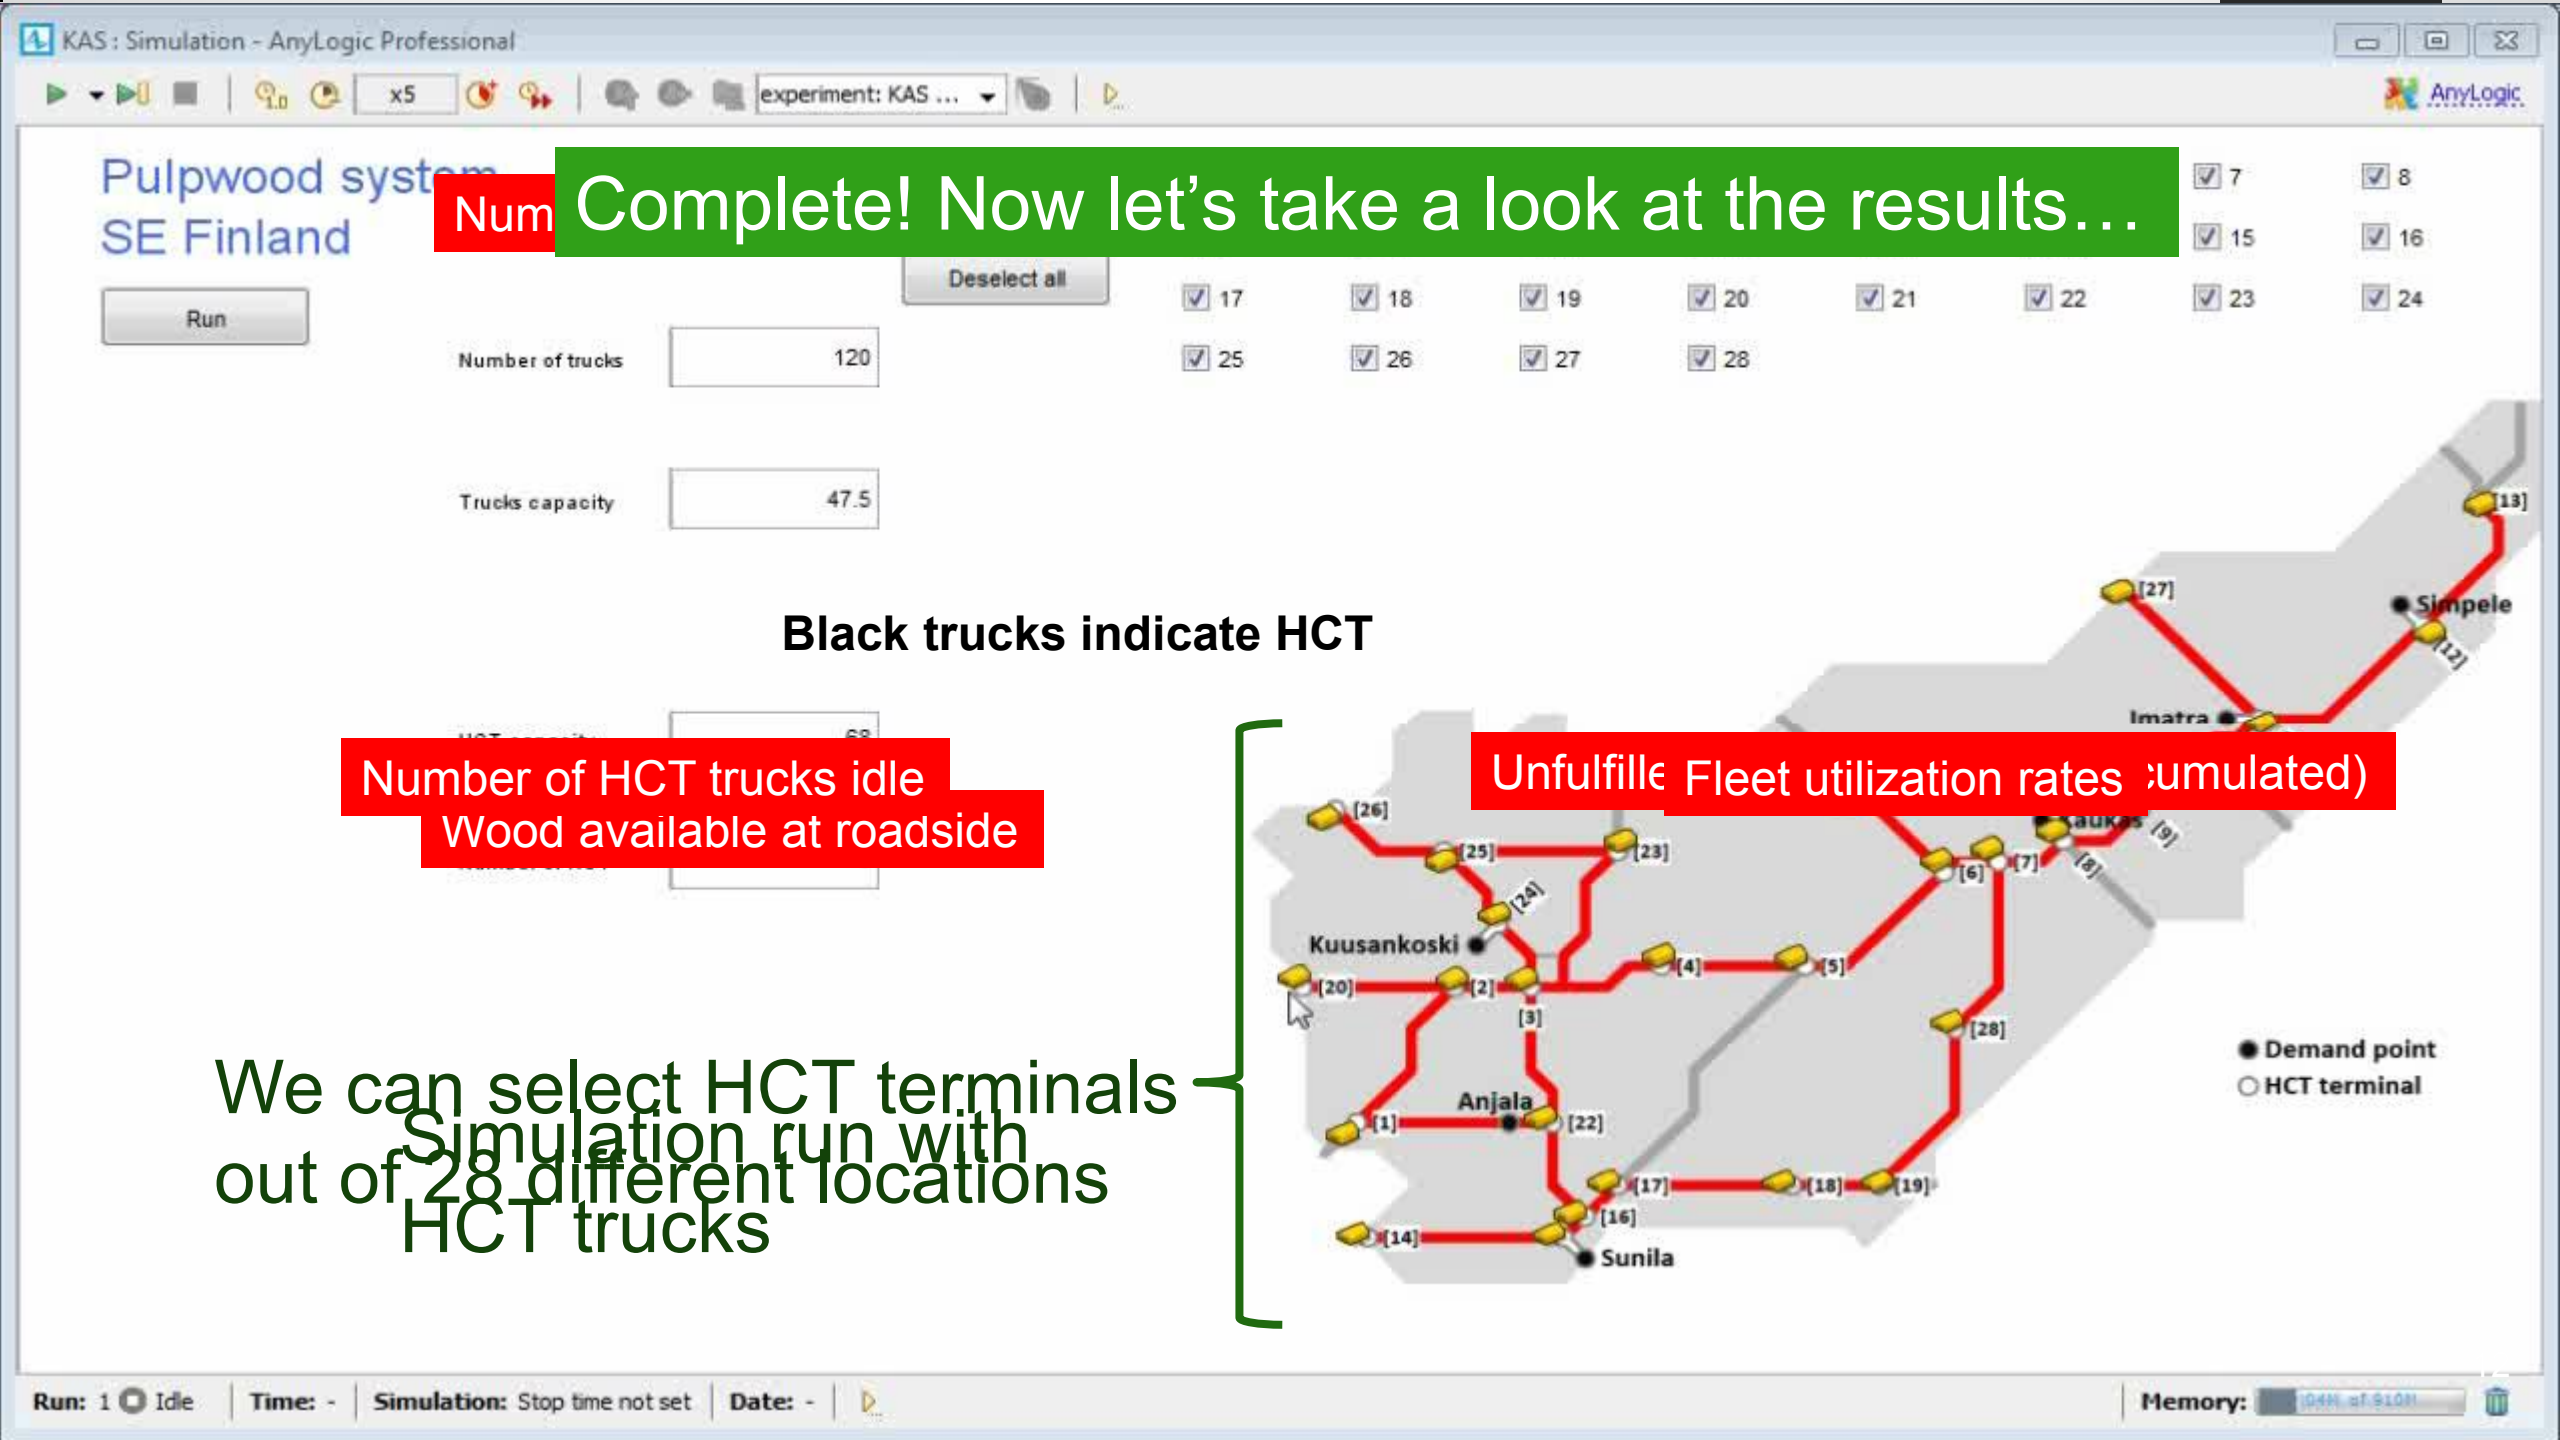 KAS : Simulation - AnyLogic Professional
1.0
x5
experiment: KAS ...
AnyLogic
Pulpwood system
SE Finland
Num
Complete! Now let's take a look at the results…
7
8
15
16
Deselect all
17
18
19
20
21
22
23
24
Run
Number of trucks
120
25
26
27
28
Trucks capacity
47.5
Black trucks indicate HCT
[13]
[27]
Simpele
[12]
Imatra
68
Number of HCT trucks idle
Unfulfille
Fleet utilization rates
cumulated)
Wood available at roadside
Kaukas
[9]
[26]
[25]
[23]
[6]
[7]
[8]
[24]
Kuusankoski
[4]
[5]
[20]
[2]
[3]
[28]
Demand point
HCT terminal
We can select HCT terminals
out of 28 different locations
Simulation run with
HCT trucks
Anjala
[1]
[22]
[17]
[18]
[19]
[16]
[14]
Sunila
Run: 1 Idle
Time: -
Simulation: Stop time not set
Date: -
Memory: